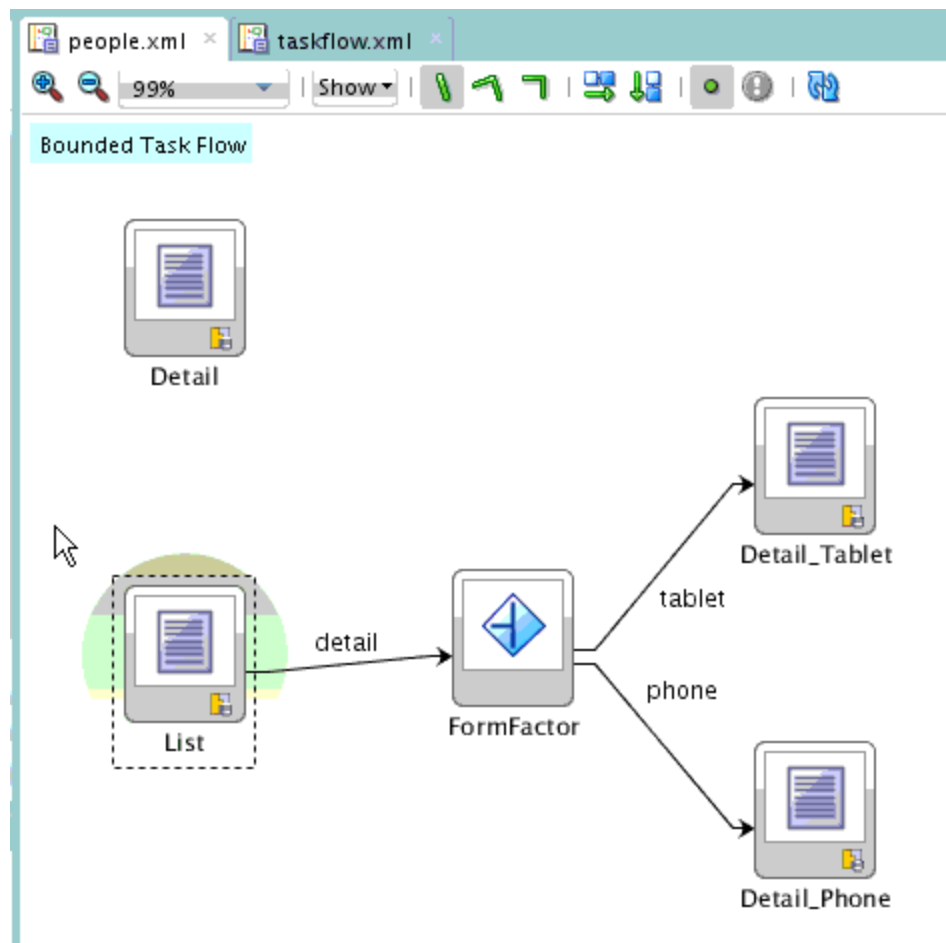 people.xml
taskflow.xml
99%
Show
Bounded Task Flow
Detail
Detail_Tablet
tablet
detail
phone
FormFactor
List
Detail_Phone